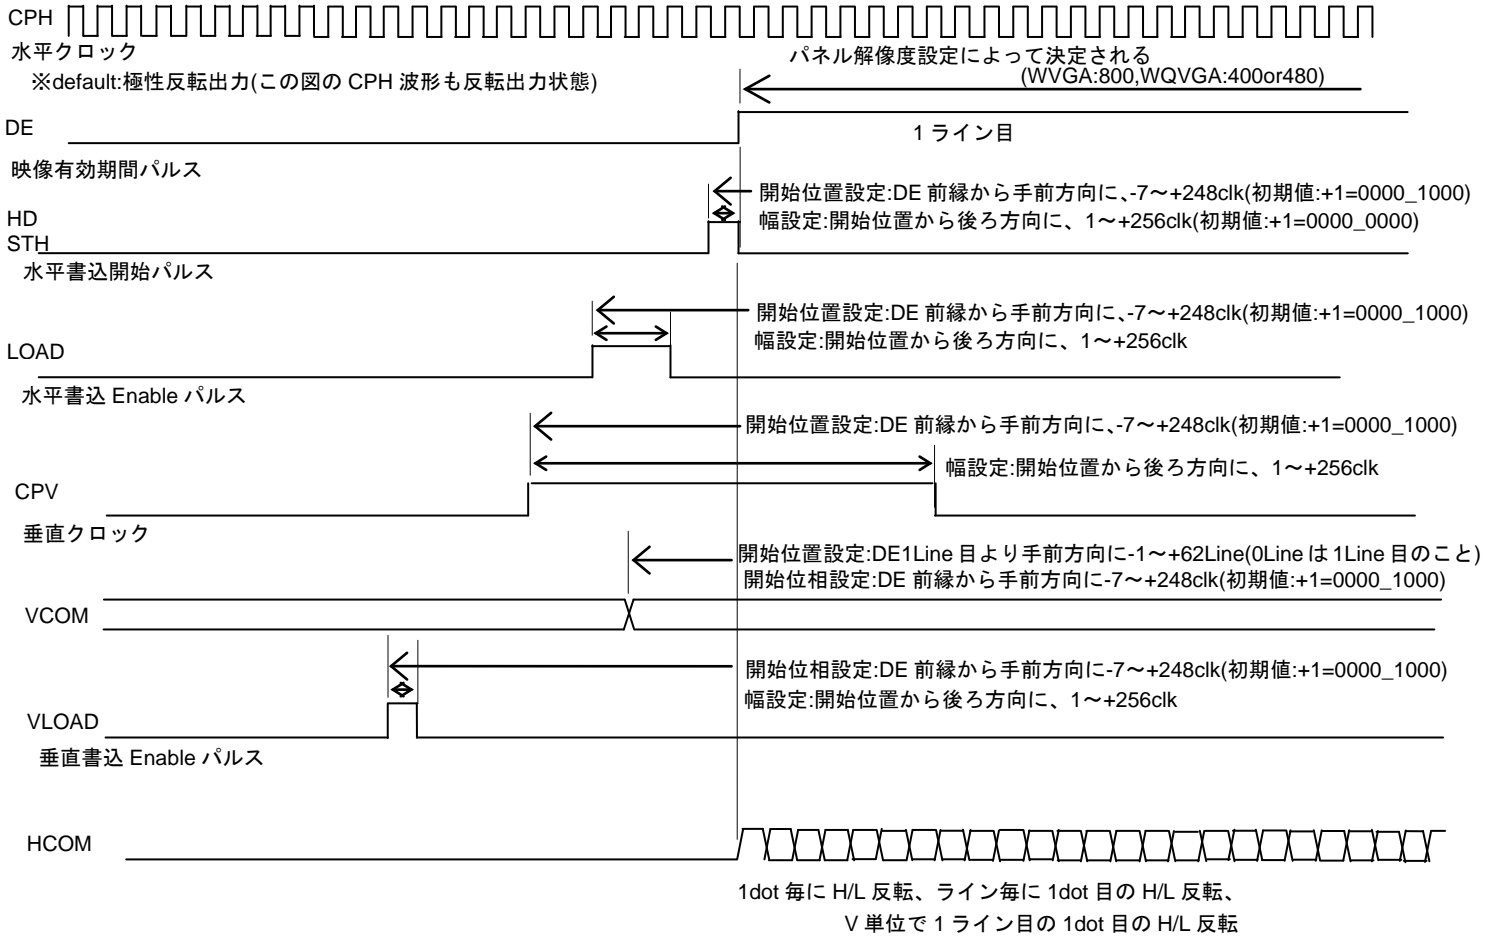 CPH
水平クロック
パネル解像度設定によって決定される
(WVGA:800,WQVGA:400or480)
※default:極性反転出力(この図の CPH 波形も反転出力状態)
DE
1 ライン目
映像有効期間パルス
開始位置設定:DE 前縁から手前方向に、-7～+248clk(初期値:+1=0000_1000)
HD
幅設定:開始位置から後ろ方向に、1～+256clk(初期値:+1=0000_0000)
STH
水平書込開始パルス
開始位置設定:DE 前縁から手前方向に、-7～+248clk(初期値:+1=0000_1000)
幅設定:開始位置から後ろ方向に、1～+256clk
LOAD
水平書込 Enable パルス
開始位置設定:DE 前縁から手前方向に、-7～+248clk(初期値:+1=0000_1000)
幅設定:開始位置から後ろ方向に、1～+256clk
CPV
垂直クロック
開始位置設定:DE1Line 目より手前方向に-1～+62Line(0Line は 1Line 目のこと)
開始位相設定:DE 前縁から手前方向に-7～+248clk(初期値:+1=0000_1000)
VCOM
開始位相設定:DE 前縁から手前方向に-7～+248clk(初期値:+1=0000_1000)
幅設定:開始位置から後ろ方向に、1～+256clk
VLOAD
垂直書込 Enable パルス
HCOM
1dot 毎に H/L 反転、ライン毎に 1dot 目の H/L 反転、
V 単位で 1 ライン目の 1dot 目の H/L 反転